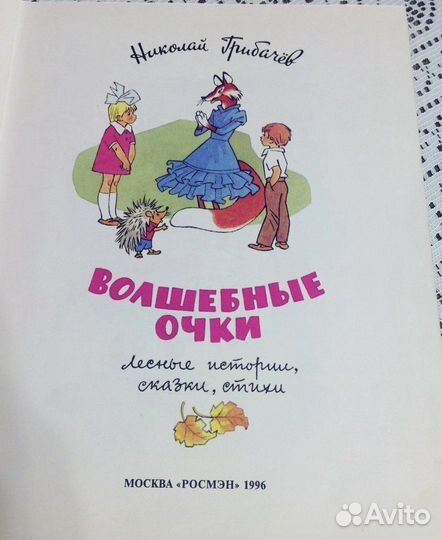 Николай Грибачёв
ВОЛШЕБНЫЕ
ОЧКИ
лесные истории,
сказки, стихи
МОСКВА «РОСМЭН» 1996
Avito